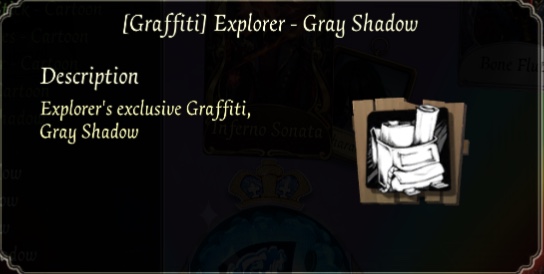 [Graffiti] Explorer - Gray Shadow
Description
Explorer's exclusive Graffiti,
Gray Shadow
Inferno Sonata